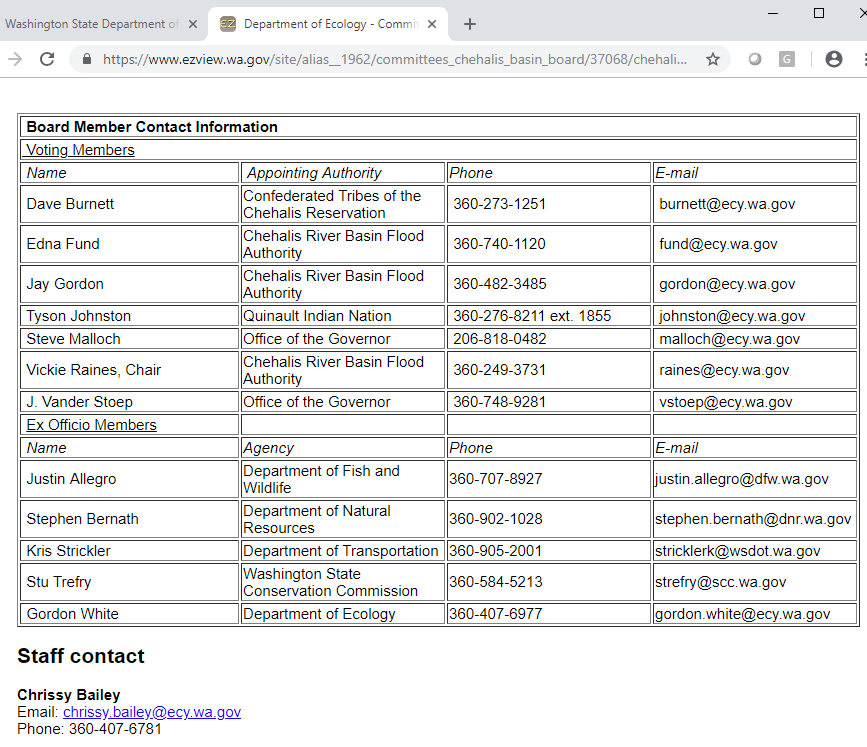 Washington State Department of
Department of Ecology - Commi
https://www.ezview.wa.gov/site/alias__1962/committees_chehalis_basin_board/37068/chehali...
G
Board Member Contact Information
Voting Members
Name Appointing Authority Phone E-mail
Dave Burnett Confederated Tribes of the
Chehalis Reservation 360-273-1251 burnett@ecy.wa.gov
Edna Fund Chehalis River Basin Flood
Authority 360-740-1120 fund@ecy.wa.gov
Jay Gordon Chehalis River Basin Flood
Authority 360-482-3485 gordon@ecy.wa.gov
Tyson Johnston Quinault Indian Nation 360-276-8211 ext. 1855 johnston@ecy.wa.gov
Steve Malloch Office of the Governor 206-818-0482 malloch@ecy.wa.gov
Vickie Raines, Chair Chehalis River Basin Flood
Authority 360-249-3731 raines@ecy.wa.gov
J. Vander Stoep Office of the Governor 360-748-9281 vstoep@ecy.wa.gov
Ex Officio Members
Name Agency Phone E-mail
Justin Allegro Department of Fish and
Wildlife 360-707-8927 justin.allegro@dfw.wa.gov
Stephen Bernath Department of Natural
Resources 360-902-1028 stephen.bernath@dnr.wa.gov
Kris Strickler Department of Transportation 360-905-2001 stricklerk@wsdot.wa.gov
Stu Trefry Washington State
Conservation Commission 360-584-5213 strefry@scc.wa.gov
Gordon White Department of Ecology 360-407-6977 gordon.white@ecy.wa.gov
Staff contact
Chrissy Bailey
Email: chrissy.bailey@ecy.wa.gov
Phone: 360-407-6781